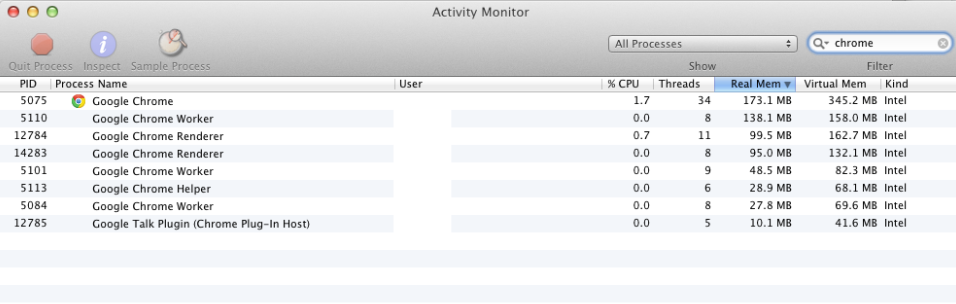 Activity Monitor
Quit Process Inspect Sample Process All Processes Show chrome Filter
PID Process Name User % CPU Threads Real Mem ▼ Virtual Mem Kind
5075 Google Chrome 1.7 34 173.1 MB 345.2 MB Intel
5110 Google Chrome Worker 0.0 8 138.1 MB 158.0 MB Intel
12784 Google Chrome Renderer 0.7 11 99.5 MB 162.7 MB Intel
14283 Google Chrome Renderer 0.0 8 95.0 MB 132.1 MB Intel
5101 Google Chrome Worker 0.0 9 48.5 MB 82.3 MB Intel
5113 Google Chrome Helper 0.0 6 28.9 MB 68.1 MB Intel
5084 Google Chrome Worker 0.0 8 27.8 MB 69.6 MB Intel
12785 Google Talk Plugin (Chrome Plug-In Host) 0.0 5 10.1 MB 41.6 MB Intel